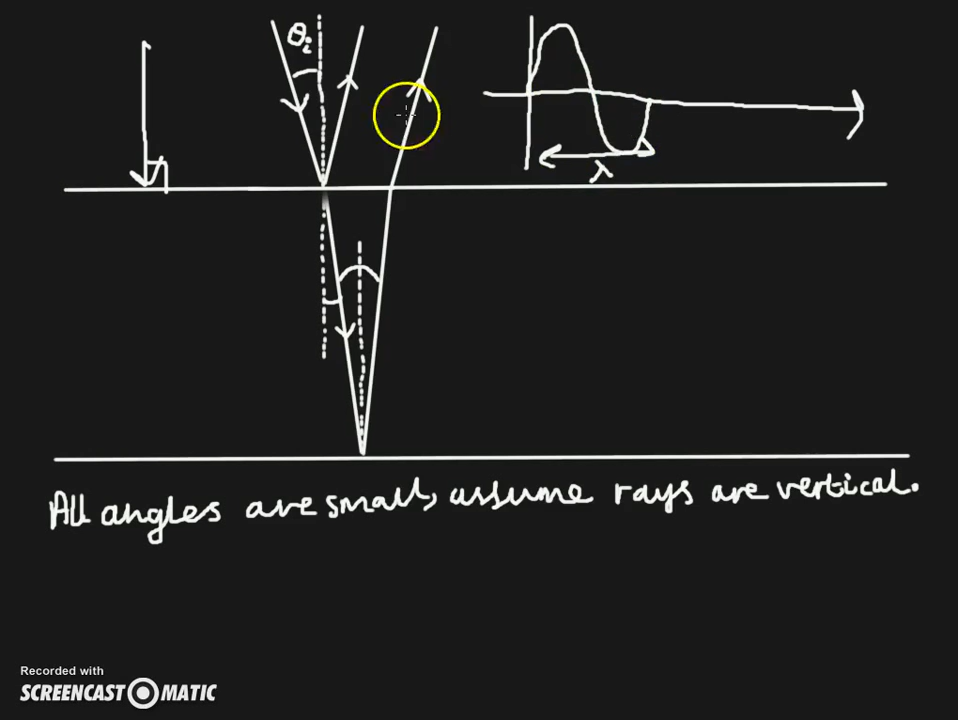 θi
λ
All angles are small, assume rays are vertical.
Recorded with
SCREENCAST MATIC